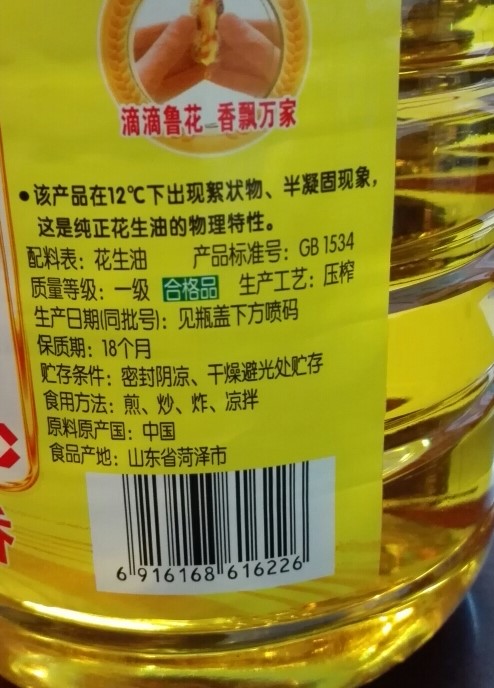 滴滴鲁花 香飘万家
●该产品在12℃下出现絮状物、半凝固现象，
这是纯正花生油的物理特性。
配料表：花生油 产品标准号：GB 1534
质量等级：一级 合格品 生产工艺：压榨
生产日期(同批号)：见瓶盖下方喷码
保质期：18个月
贮存条件：密封阴凉、干燥避光处贮存
食用方法：煎、炒、炸、凉拌
原料原产国：中国
食品产地：山东省菏泽市
6 916168 616226